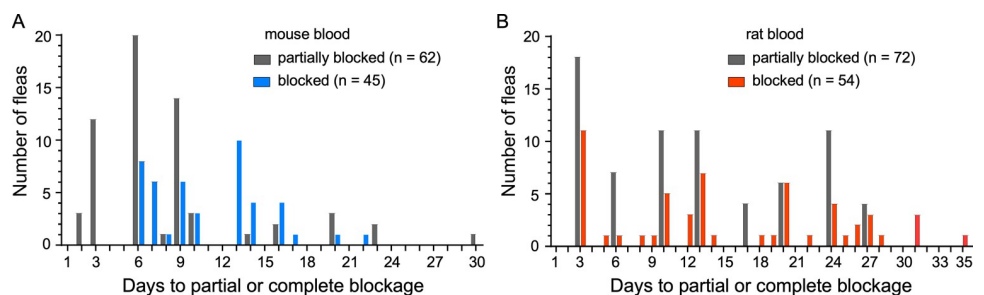 A
mouse blood
partially blocked (n = 62)
blocked (n = 45)
Number of fleas
20
15
10
5
0
1 3 6 9 12 15 18 21 24 27 30
Days to partial or complete blockage
B
rat blood
partially blocked (n = 72)
blocked (n = 54)
Number of fleas
20
15
10
5
0
1 3 6 9 12 15 18 21 24 27 30 33 35
Days to partial or complete blockage